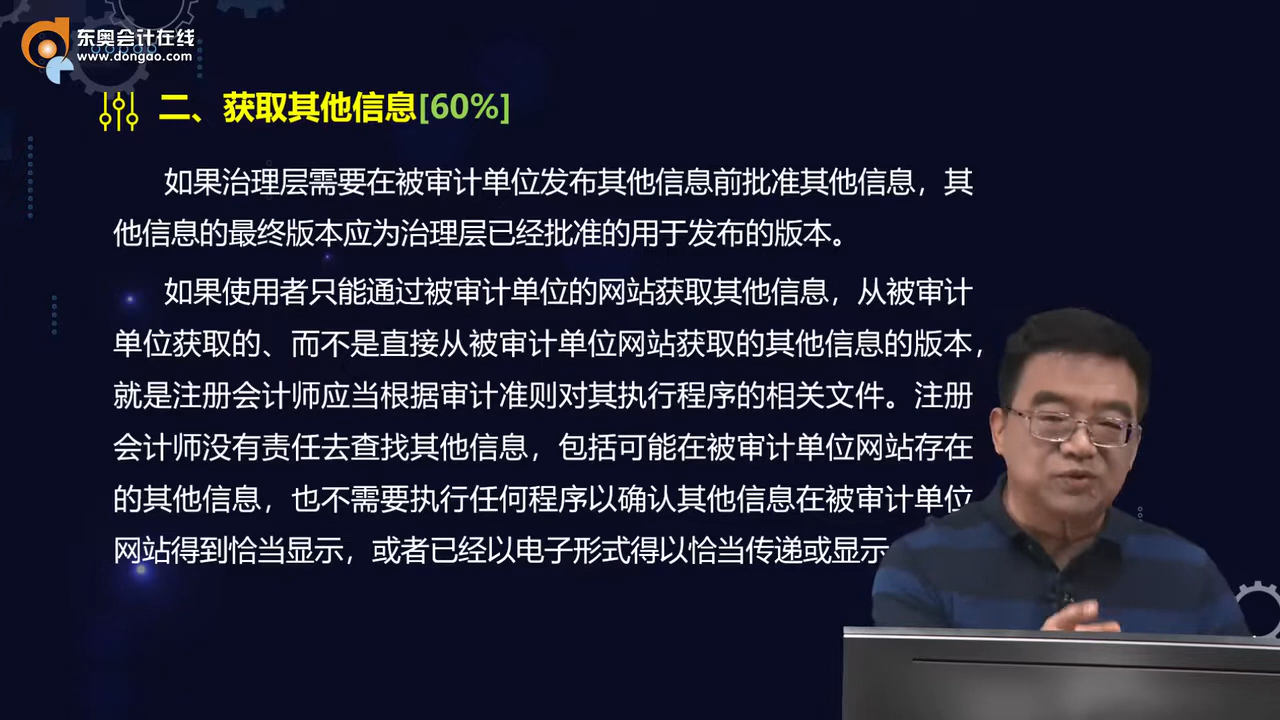 东奥会计在线
www.dongao.com
二、获取其他信息[60%]
如果治理层需要在被审计单位发布其他信息前批准其他信息，其
他信息的最终版本应为治理层已经批准的用于发布的版本。
如果使用者只能通过被审计单位的网站获取其他信息，从被审计
单位获取的、而不是直接从被审计单位网站获取的其他信息的版本，
就是注册会计师应当根据审计准则对其执行程序的相关文件。注册
会计师没有责任去查找其他信息，包括可能在被审计单位网站存在
的其他信息，也不需要执行任何程序以确认其他信息在被审计单位
网站得到恰当显示，或者已经以电子形式得以恰当传递或显示